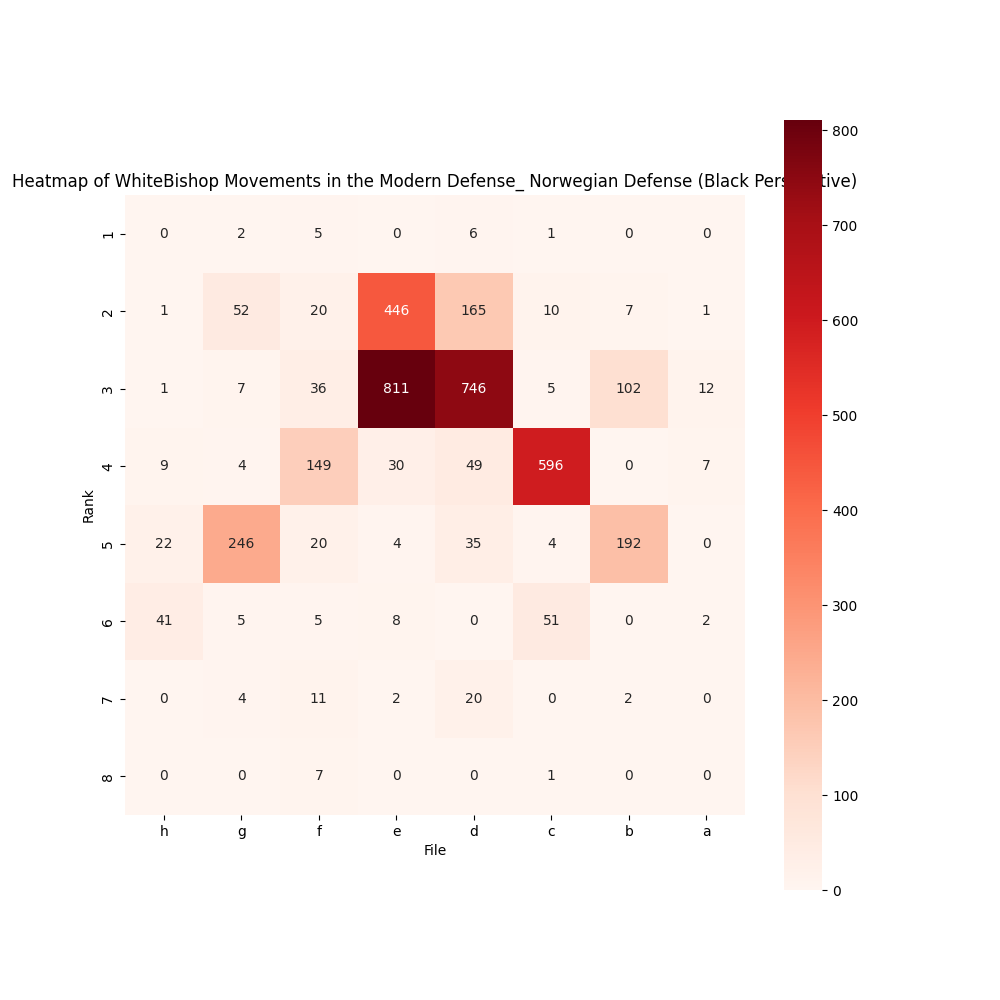 Heatmap of WhiteBishop Movements in the Modern Defense_ Norwegian Defense (Black Perspective)
1 0 2 5 0 6 1 0 0
2 1 52 20 446 165 10 7 1
3 1 7 36 811 746 5 102 12
4 9 4 149 30 49 596 0 7
5 22 246 20 4 35 4 192 0
6 41 5 5 8 0 51 0 2
7 0 4 11 2 20 0 2 0
8 0 0 7 0 0 1 0 0
h g f e d c b a
File
Rank
800
700
600
500
400
300
200
100
0